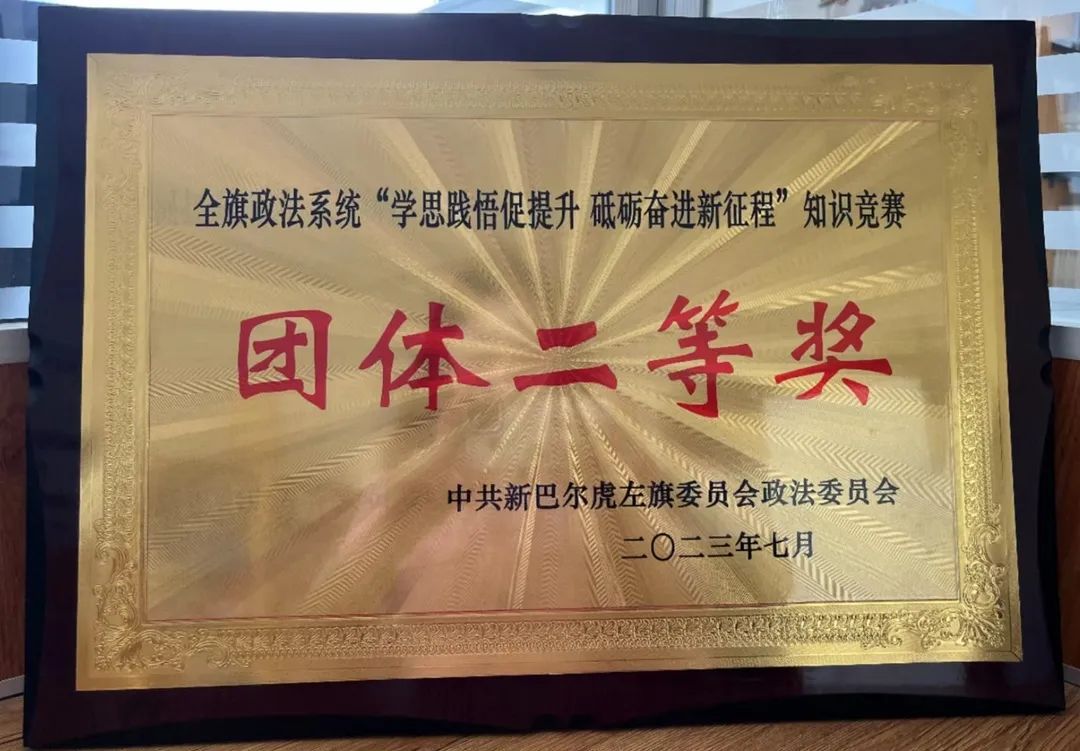 全旗政法系统“学思践悟促提升 砥砺奋进新征程”知识竞赛
团体二等奖
中共新巴尔虎左旗委员会政法委员会
二〇二三年七月